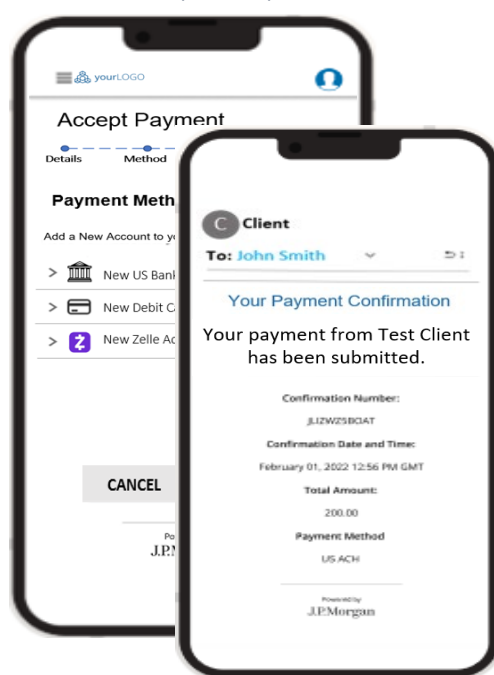 yourLOGO
Accept Payment
Details Method
Payment Meth
Add a New Account to yo
New US Bank
New Debit Ca
New Zelle Ac
CANCEL
Po
J.P.M
C Client
To: John Smith
Your Payment Confirmation
Your payment from Test Client
has been submitted.
Confirmation Number:
Confirmation Date and Time:
February 01, 2022 12:56 PM GMT
Total Amount:
200.00
Payment Method
US ACH
Powered by
J.P.Morgan